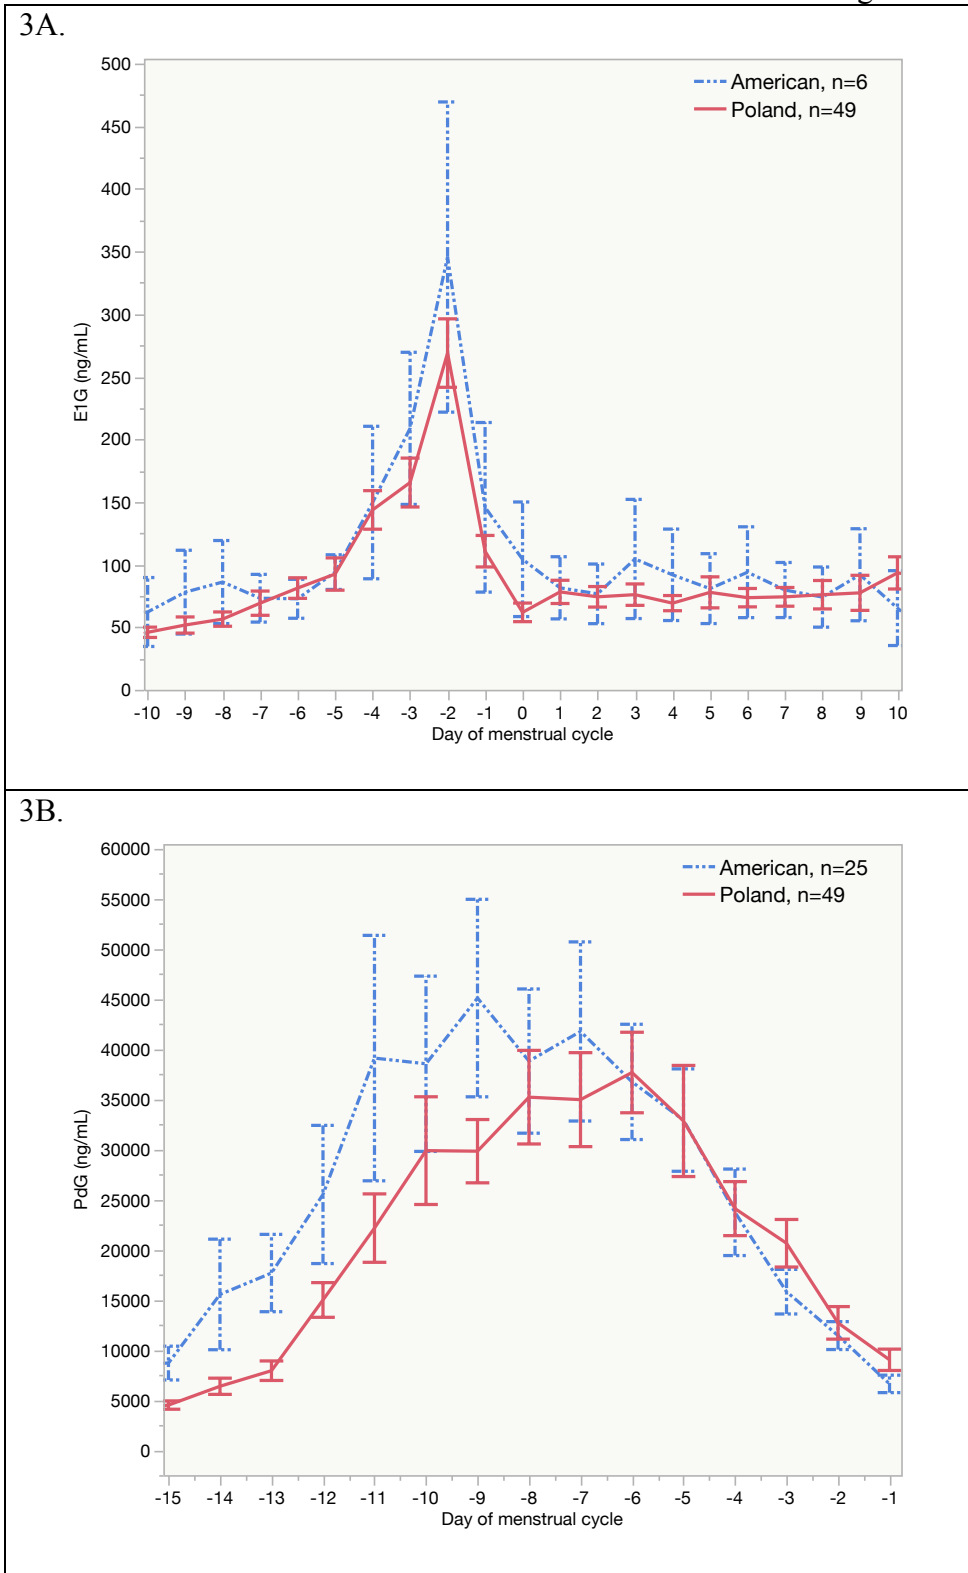 3A.
500
450
400
350
300
250
200
150
100
50
0
E1G (ng/mL)
American, n=6
Poland, n=49
-10 -9 -8 -7 -6 -5 -4 -3 -2 -1 0 1 2 3 4 5 6 7 8 9 10
Day of menstrual cycle
3B.
60000
55000
50000
45000
40000
35000
30000
25000
20000
15000
10000
5000
0
PdG (ng/mL)
American, n=25
Poland, n=49
-15 -14 -13 -12 -11 -10 -9 -8 -7 -6 -5 -4 -3 -2 -1
Day of menstrual cycle